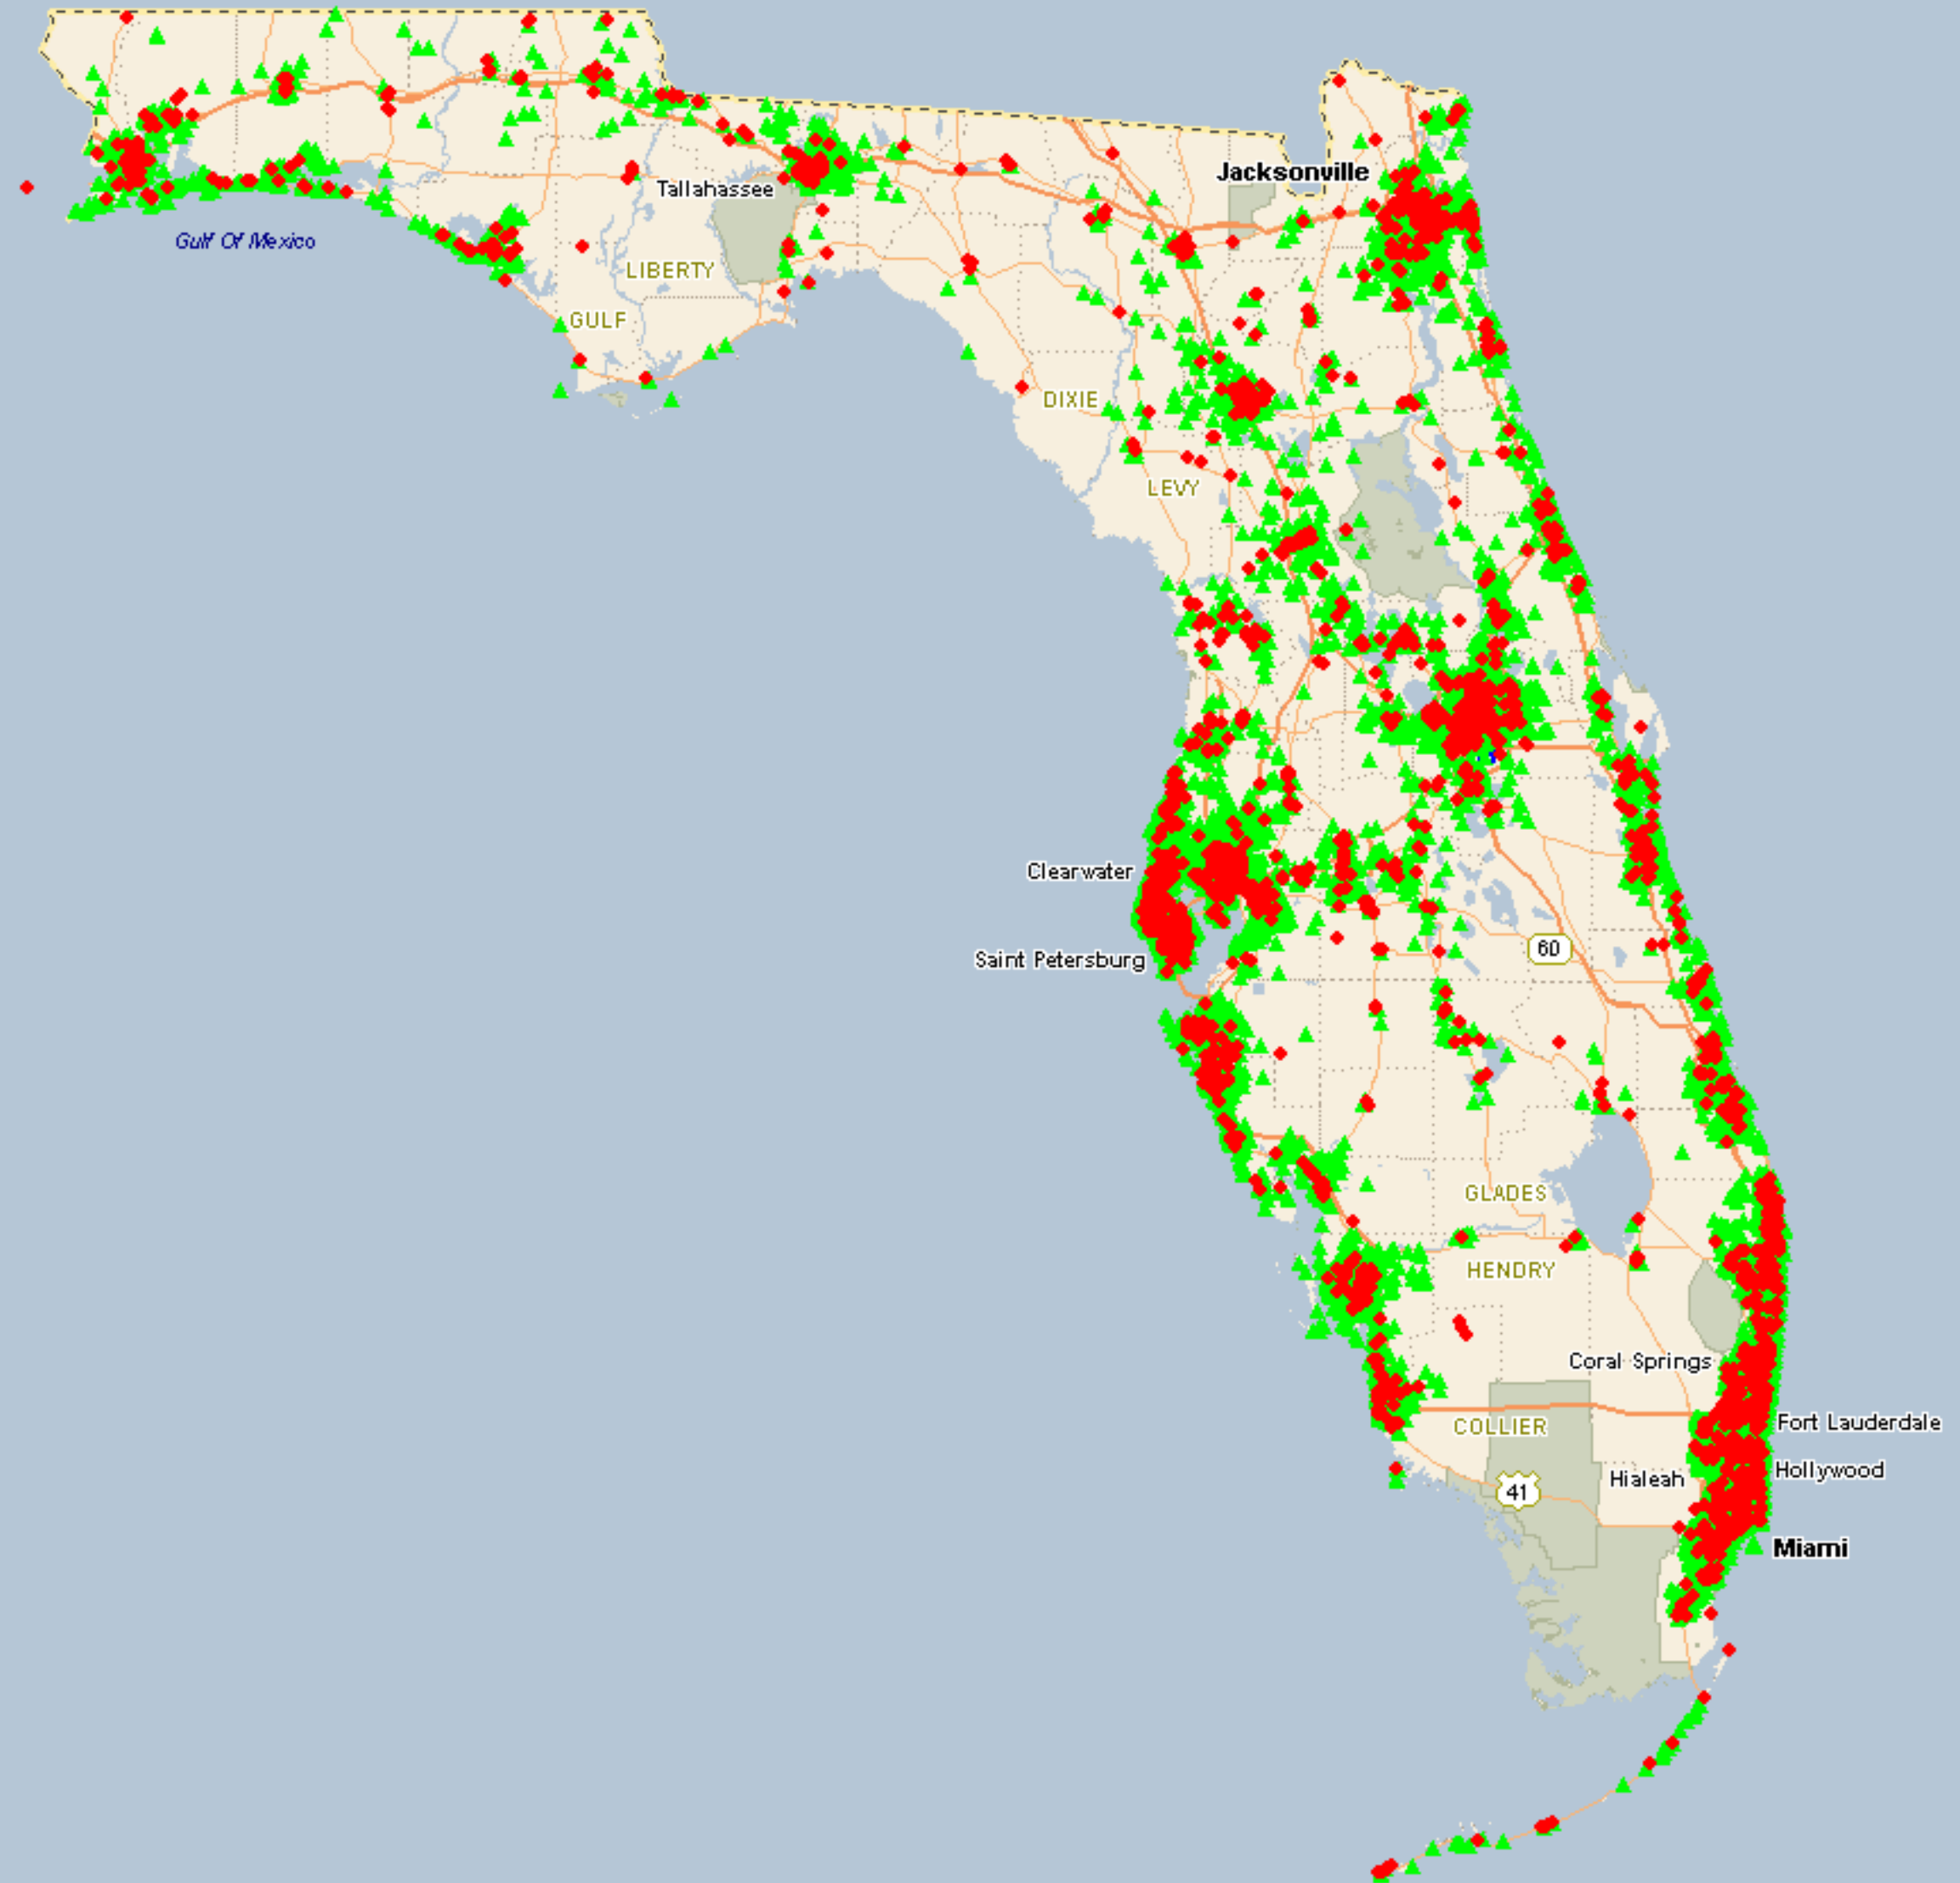 Jacksonville
Tallahassee
Gulf Of Mexico
LIBERTY
GULF
DIXIE
LEVY
Clearwater
60
Saint Petersburg
GLADES
HENDRY
Coral Springs
Fort Lauderdale
COLLIER
Hollywood
Hialeah
41
Miami